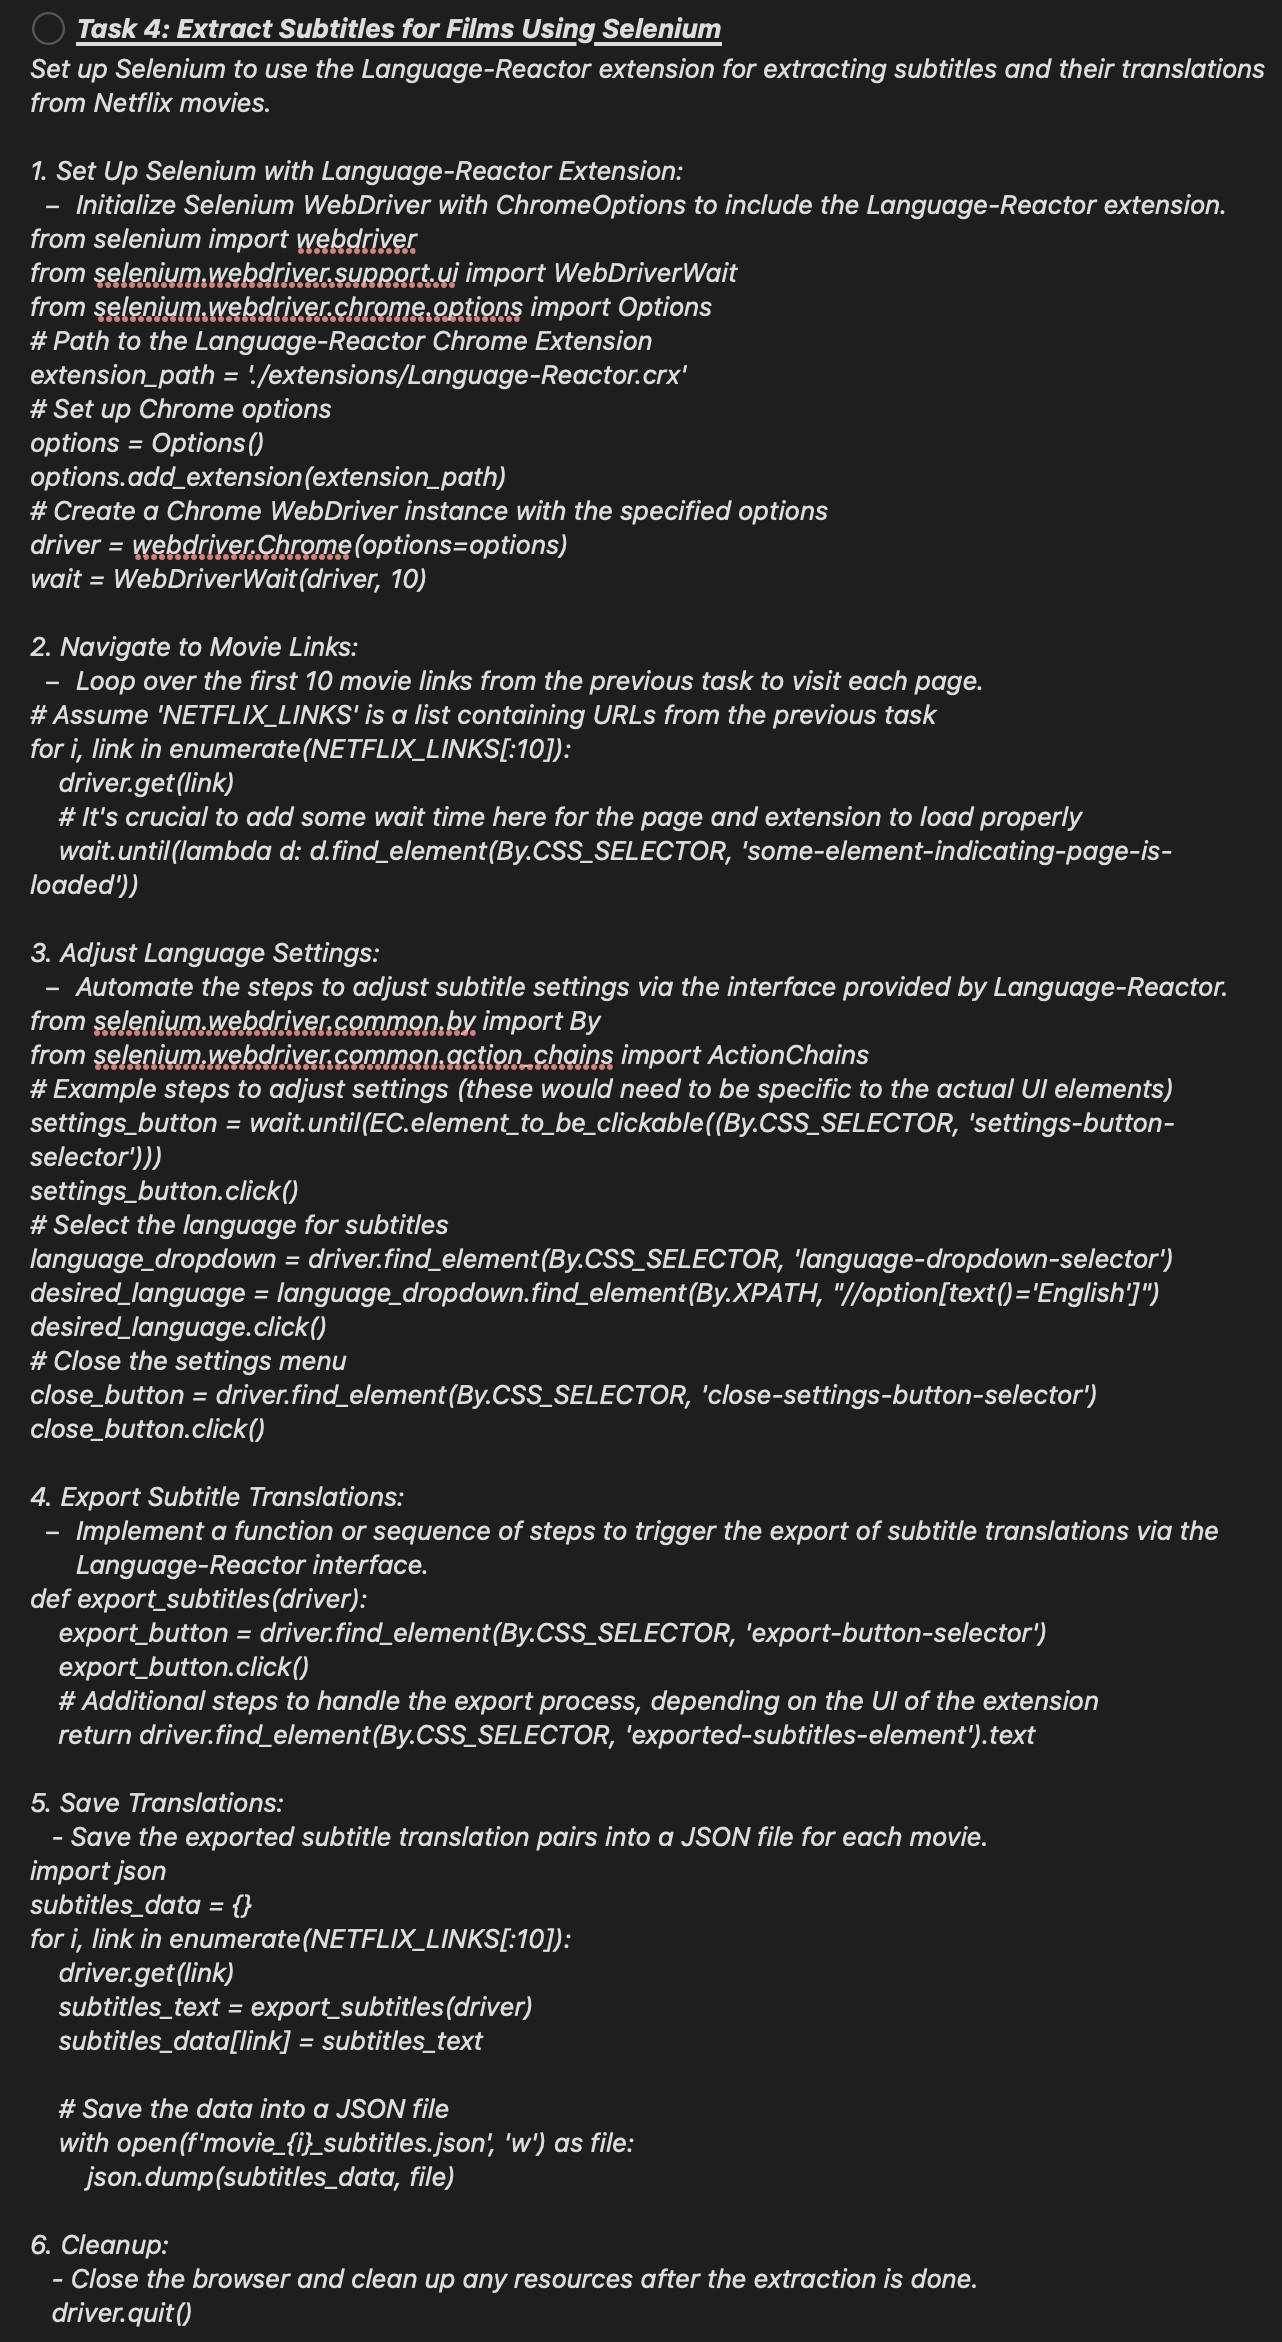 Task 4: Extract Subtitles for Films Using Selenium
Set up Selenium to use the Language-Reactor extension for extracting subtitles and their translations
from Netflix movies.
1. Set Up Selenium with Language-Reactor Extension:
– Initialize Selenium WebDriver with ChromeOptions to include the Language-Reactor extension.
from selenium import webdriver
from selenium.webdriver.support.ui import WebDriverWait
from selenium.webdriver.chrome.options import Options
# Path to the Language-Reactor Chrome Extension
extension_path = './extensions/Language-Reactor.crx'
# Set up Chrome options
options = Options()
options.add_extension(extension_path)
# Create a Chrome WebDriver instance with the specified options
driver = webdriver.Chrome(options=options)
wait = WebDriverWait(driver, 10)
2. Navigate to Movie Links:
– Loop over the first 10 movie links from the previous task to visit each page.
# Assume 'NETFLIX_LINKS' is a list containing URLs from the previous task
for i, link in enumerate(NETFLIX_LINKS[:10]):
driver.get(link)
# It's crucial to add some wait time here for the page and extension to load properly
wait.until(lambda d: d.find_element(By.CSS_SELECTOR, 'some-element-indicating-page-is-
loaded'))
3. Adjust Language Settings:
– Automate the steps to adjust subtitle settings via the interface provided by Language-Reactor.
from selenium.webdriver.common.by import By
from selenium.webdriver.common.action_chains import ActionChains
# Example steps to adjust settings (these would need to be specific to the actual UI elements)
settings_button = wait.until(EC.element_to_be_clickable((By.CSS_SELECTOR, 'settings-button-
selector')))
settings_button.click()
# Select the language for subtitles
language_dropdown = driver.find_element(By.CSS_SELECTOR, 'language-dropdown-selector')
desired_language = language_dropdown.find_element(By.XPATH, "//option[text()='English']")
desired_language.click()
# Close the settings menu
close_button = driver.find_element(By.CSS_SELECTOR, 'close-settings-button-selector')
close_button.click()
4. Export Subtitle Translations:
– Implement a function or sequence of steps to trigger the export of subtitle translations via the
Language-Reactor interface.
def export_subtitles(driver):
export_button = driver.find_element(By.CSS_SELECTOR, 'export-button-selector')
export_button.click()
# Additional steps to handle the export process, depending on the UI of the extension
return driver.find_element(By.CSS_SELECTOR, 'exported-subtitles-element').text
5. Save Translations:
- Save the exported subtitle translation pairs into a JSON file for each movie.
import json
subtitles_data = {}
for i, link in enumerate(NETFLIX_LINKS[:10]):
driver.get(link)
subtitles_text = export_subtitles(driver)
subtitles_data[link] = subtitles_text
# Save the data into a JSON file
with open(f'movie_{i}_subtitles.json', 'w') as file:
json.dump(subtitles_data, file)
6. Cleanup:
- Close the browser and clean up any resources after the extraction is done.
driver.quit()